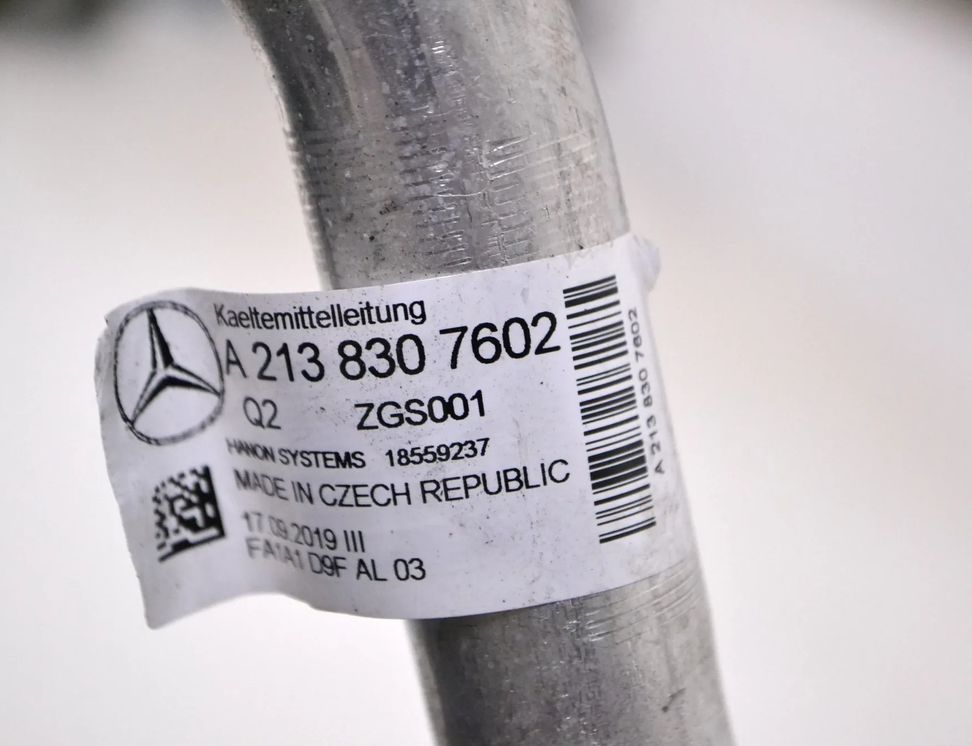 Kaeltemittelleitung
A 213 830 7602
Q2 ZGS001
HANON SYSTEMS 18559237
MADE IN CZECH REPUBLIC
17.09.2019 III
FA1A1 D9F AL 03
A 213 830 7602